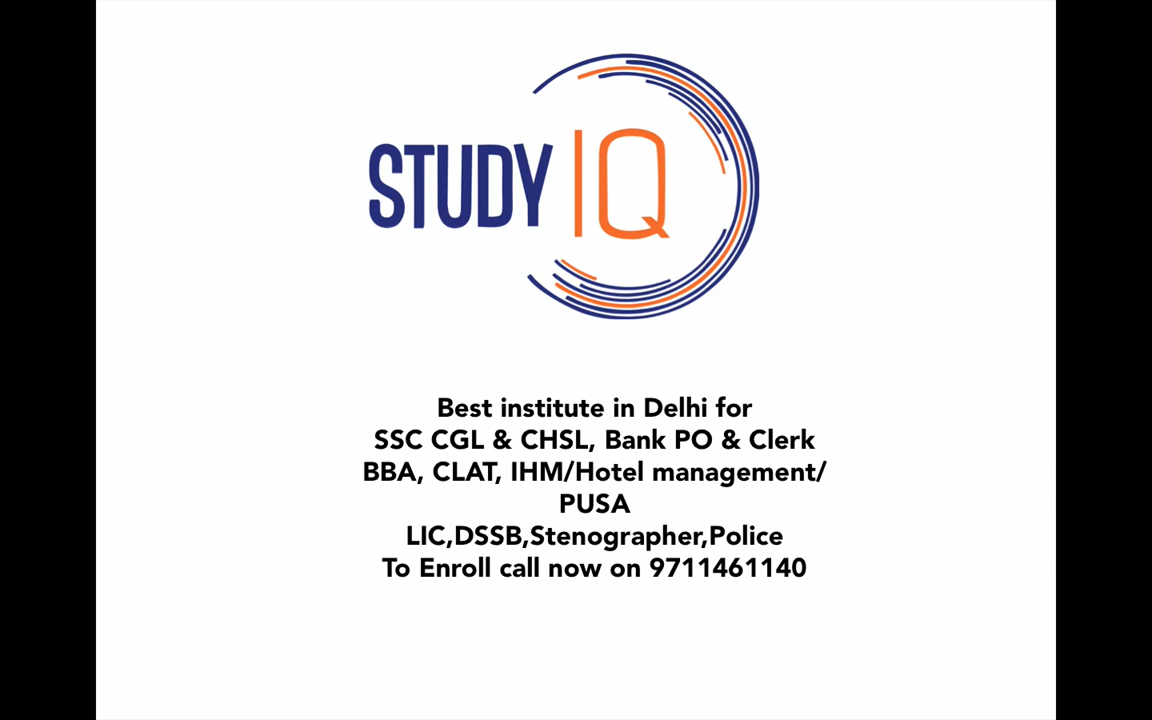 STUDY IQ
Best institute in Delhi for
SSC CGL & CHSL, Bank PO & Clerk
BBA, CLAT, IHM/Hotel management/
PUSA
LIC,DSSB,Stenographer,Police
To Enroll call now on 9711461140